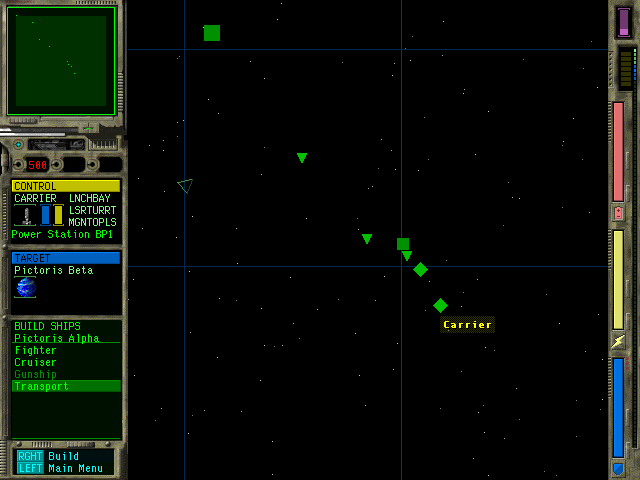 500
CONTROL
CARRIER LNCHBAY
LSRTURRT
MGNTOPLS
Power Station BP1
TARGET
Pictoris Beta
BUILD SHIPS
Pictoris Alpha
Fighter
Cruiser
Gunship
Transport
RGHT Build
LEFT Main Menu
Carrier